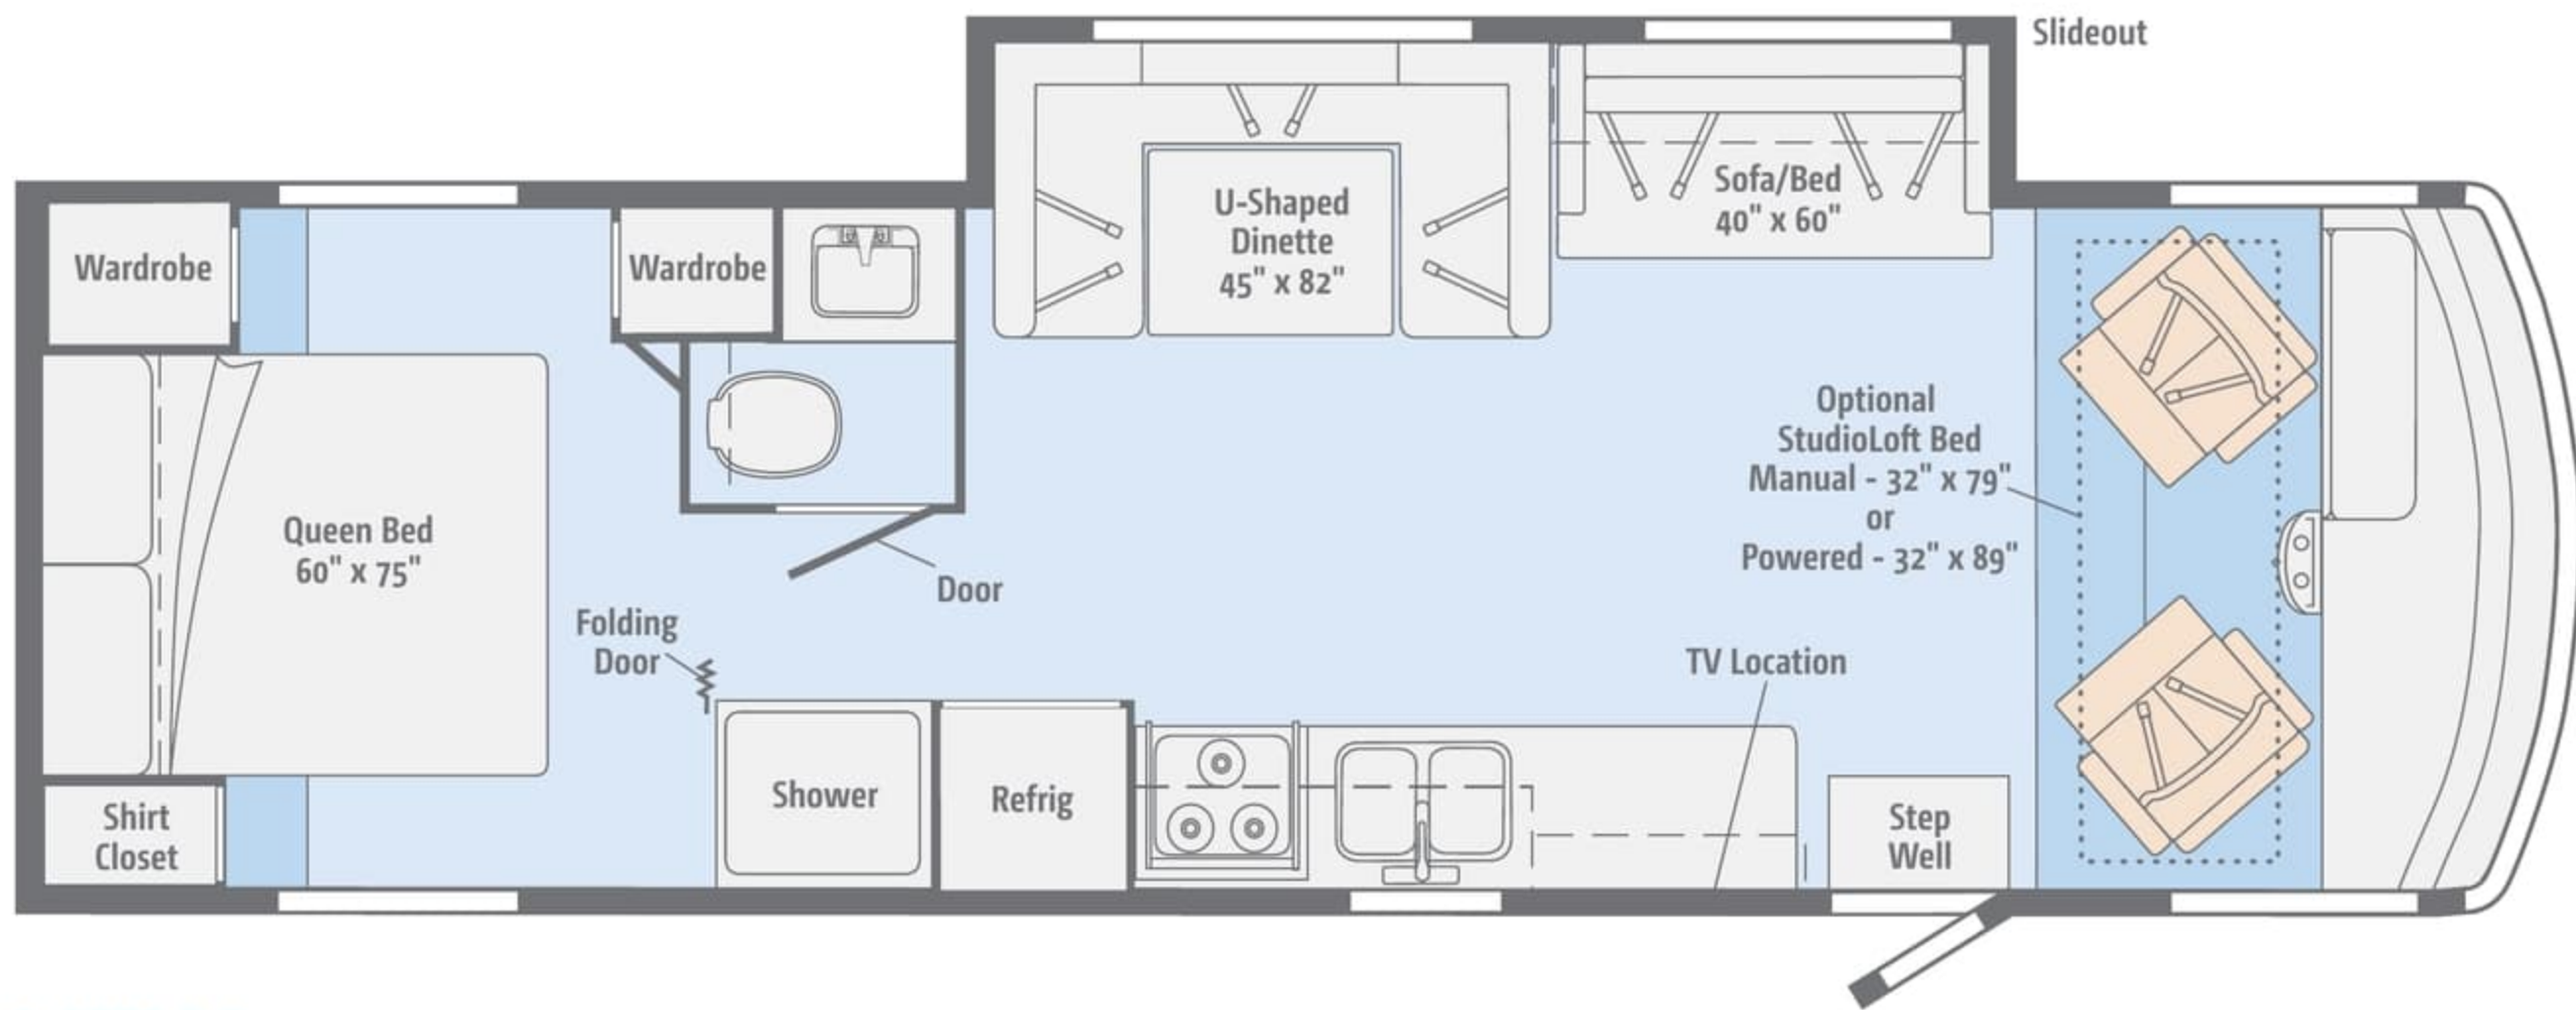 Slideout
Wardrobe
Wardrobe
U-Shaped
Dinette
45" x 82"
Sofa/Bed
40" x 60"
Queen Bed
60" x 75"
Optional
StudioLoft Bed
Manual - 32" x 79"
or
Powered - 32" x 89"
Door
Folding
Door
TV Location
Shirt
Closet
Shower
Refrig
Step
Well